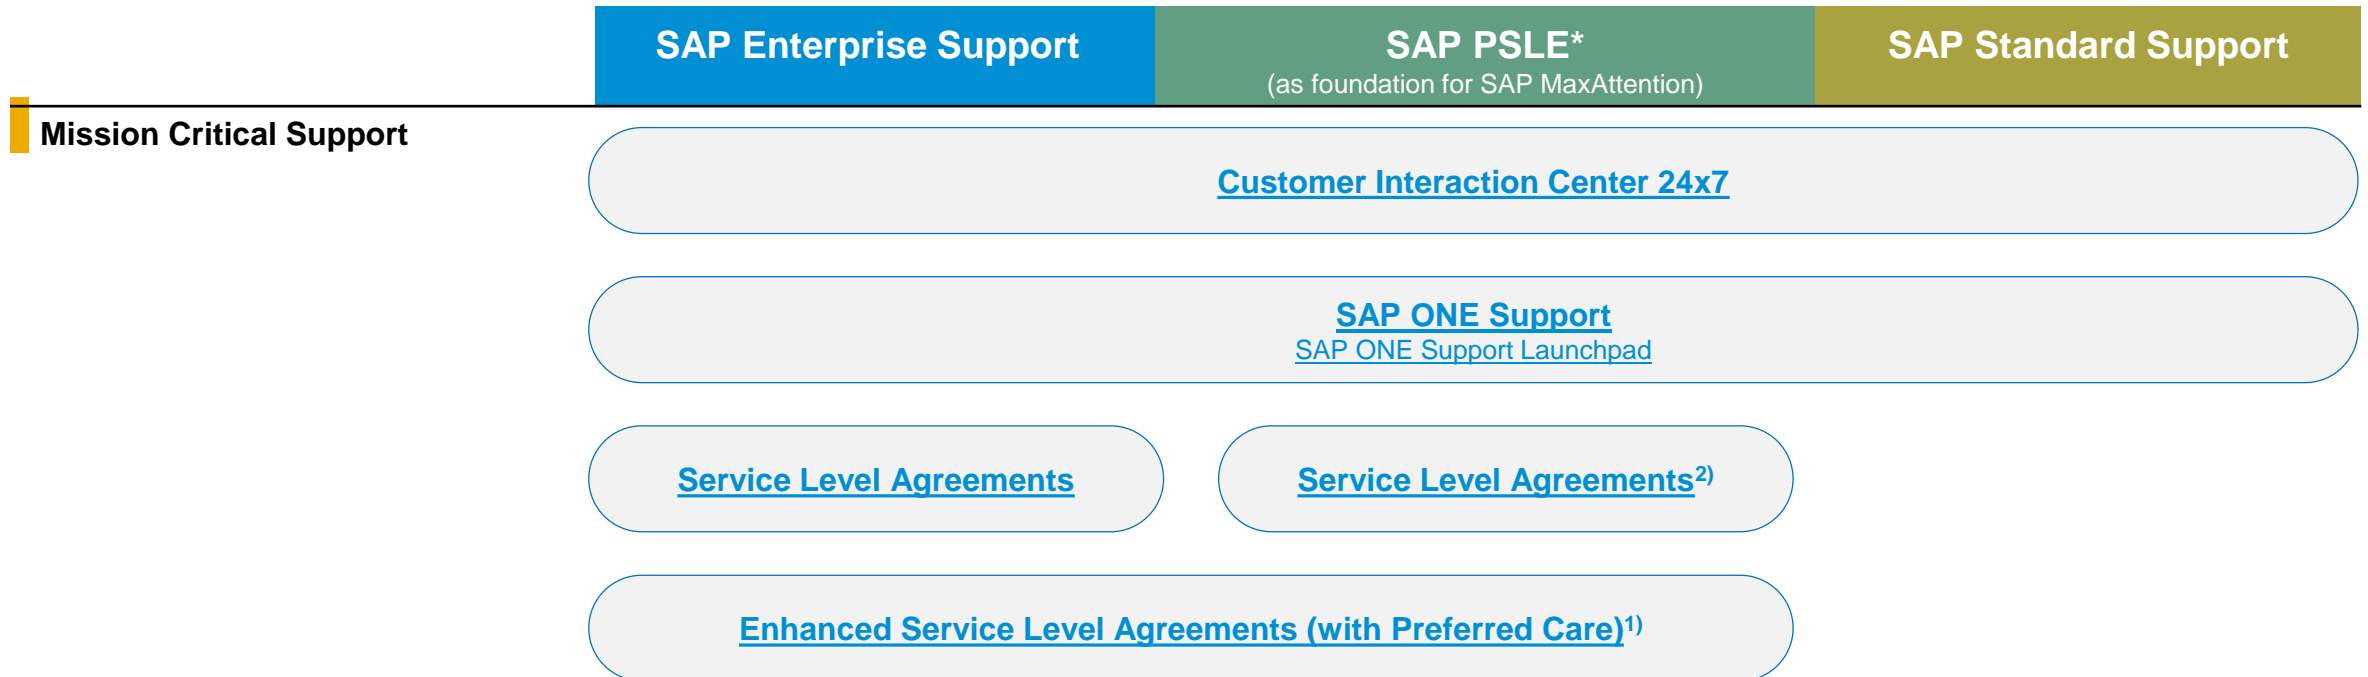 SAP Enterprise Support
SAP PSLE*
(as foundation for SAP MaxAttention)
SAP Standard Support
Mission Critical Support
Customer Interaction Center 24x7
SAP ONE Support
SAP ONE Support Launchpad
Service Level Agreements
Service Level Agreements2)
Enhanced Service Level Agreements (with Preferred Care)1)